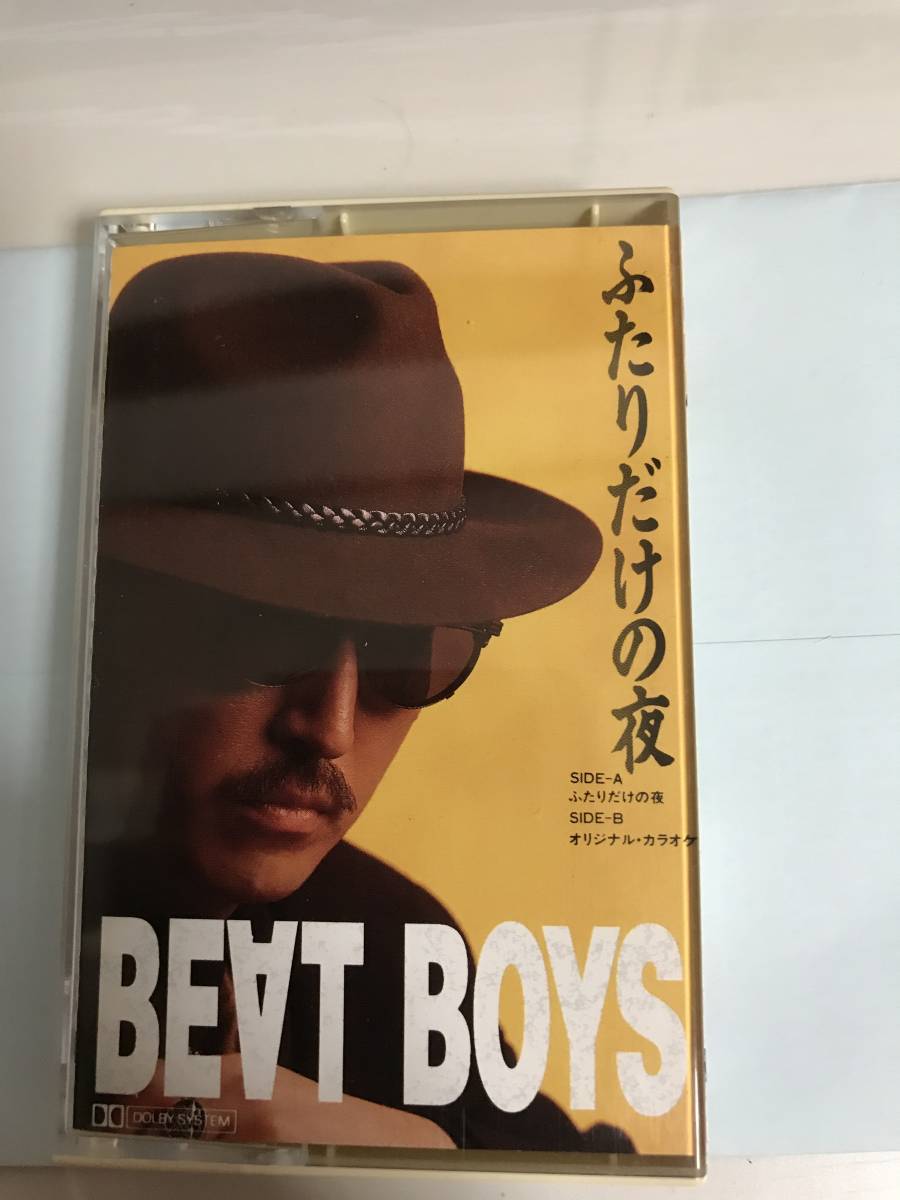 ふたりだけの夜
SIDE-A
ふたりだけの夜
SIDE-B
オリジナル・カラオケ
BEAT BOYS
DOLBY SYSTEM